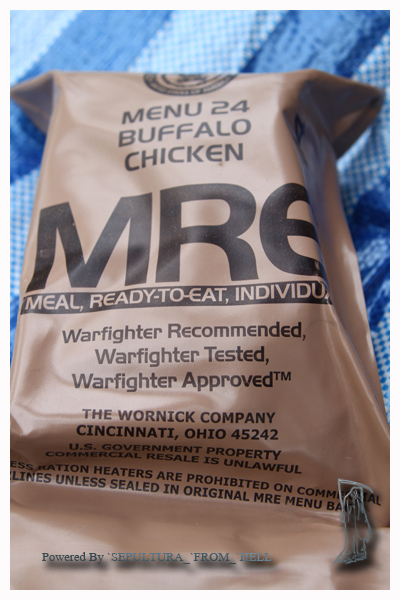 MENU 24
BUFFALO
CHICKEN
MRE
MEAL, READY-TO-EAT, INDIVIDU
Warfighter Recommended,
Warfighter Tested,
Warfighter Approved™
THE WORNICK COMPANY
CINCINNATI, OHIO 45242
U.S. GOVERNMENT PROPERTY
COMMERCIAL RESALE IS UNLAWFUL
ESS RATION HEATERS ARE PROHIBITED ON COMMERCIAL
LINES UNLESS SEALED IN ORIGINAL MRE MENU BA
Powered By `SEPULTURA_`FROM_ HELL